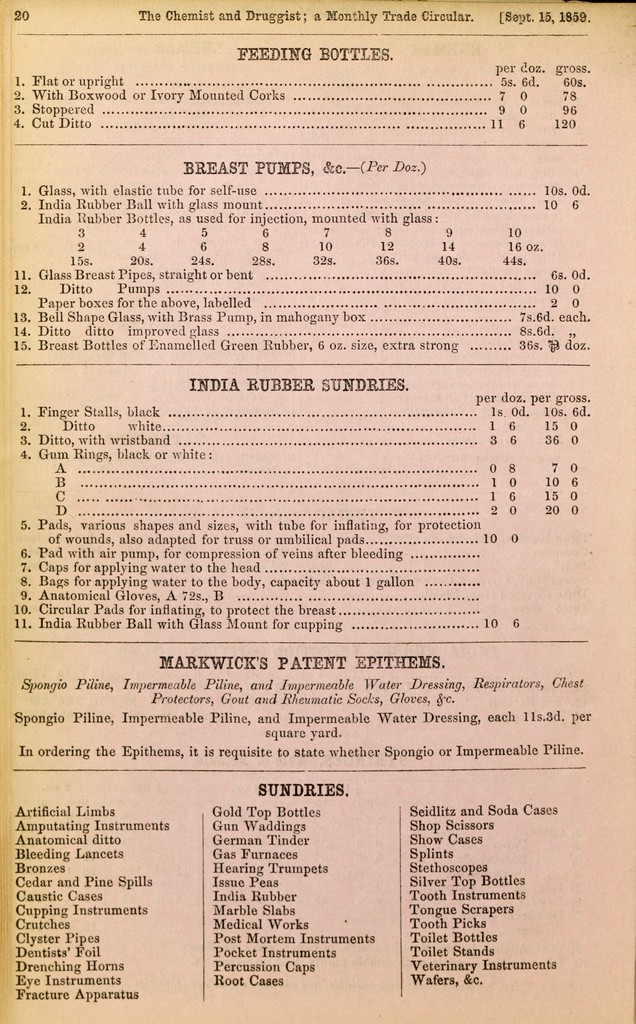 20 The Chemist and Druggist; a Monthly Trade Circular. [Sept. 15, 1859.
FEEDING BOTTLES.
per doz. gross.
1. Flat or upright ........ 5s. 6d. 60s.
2. With Boxwood or Ivory Mounted Corks ........ 7 0 78
3. Stoppered ........ 9 0 96
4. Cut Ditto ........ 11 6 120
BREAST PUMPS, &c.—(Per Doz.)
1. Glass, with elastic tube for self-use ........ 10s. 0d.
2. India Rubber Ball with glass mount ........ 10 6
India Rubber Bottles, as used for injection, mounted with glass:
3 4 5 6 7 8 9 10
2 4 6 8 10 12 14 16 oz.
15s. 20s. 24s. 28s. 32s. 36s. 40s. 44s.
11. Glass Breast Pipes, straight or bent ........ 6s. 0d.
12. Ditto Pumps ........ 10 0
Paper boxes for the above, labelled ........ 2 0
13. Bell Shape Glass, with Brass Pump, in mahogany box ........ 7s.6d. each.
14. Ditto ditto improved glass ........ 8s.6d. „
15. Breast Bottles of Enamelled Green Rubber, 6 oz. size, extra strong ........ 36s. ⅌ doz.
INDIA RUBBER SUNDRIES.
per doz. per gross.
1. Finger Stalls, black ........ 1s. 0d. 10s. 6d.
2. Ditto white ........ 1 6 15 0
3. Ditto, with wristband ........ 3 6 36 0
4. Gum Rings, black or white:
A ........ 0 8 7 0
B ........ 1 0 10 6
C ........ 1 6 15 0
D ........ 2 0 20 0
5. Pads, various shapes and sizes, with tube for inflating, for protection
of wounds, also adapted for truss or umbilical pads ........ 10 0
6. Pad with air pump, for compression of veins after bleeding ........
7. Caps for applying water to the head ........
8. Bags for applying water to the body, capacity about 1 gallon ........
9. Anatomical Gloves, A 72s., B ........
10. Circular Pads for inflating, to protect the breast ........
11. India Rubber Ball with Glass Mount for cupping ........ 10 6
MARKWICK'S PATENT EPITHEMS.
Spongio Piline, Impermeable Piline, and Impermeable Water Dressing, Respirators, Chest
Protectors, Gout and Rheumatic Socks, Gloves, &c.
Spongio Piline, Impermeable Piline, and Impermeable Water Dressing, each 11s.3d. per
square yard.
In ordering the Epithems, it is requisite to state whether Spongio or Impermeable Piline.
SUNDRIES.
Artificial Limbs
Amputating Instruments
Anatomical ditto
Bleeding Lancets
Bronzes
Cedar and Pine Spills
Caustic Cases
Cupping Instruments
Crutches
Clyster Pipes
Dentists' Foil
Drenching Horns
Eye Instruments
Fracture Apparatus
Gold Top Bottles
Gun Waddings
German Tinder
Gas Furnaces
Hearing Trumpets
Issue Peas
India Rubber
Marble Slabs
Medical Works
Post Mortem Instruments
Pocket Instruments
Percussion Caps
Root Cases
Seidlitz and Soda Cases
Shop Scissors
Show Cases
Splints
Stethoscopes
Silver Top Bottles
Tooth Instruments
Tongue Scrapers
Tooth Picks
Toilet Bottles
Toilet Stands
Veterinary Instruments
Wafers, &c.